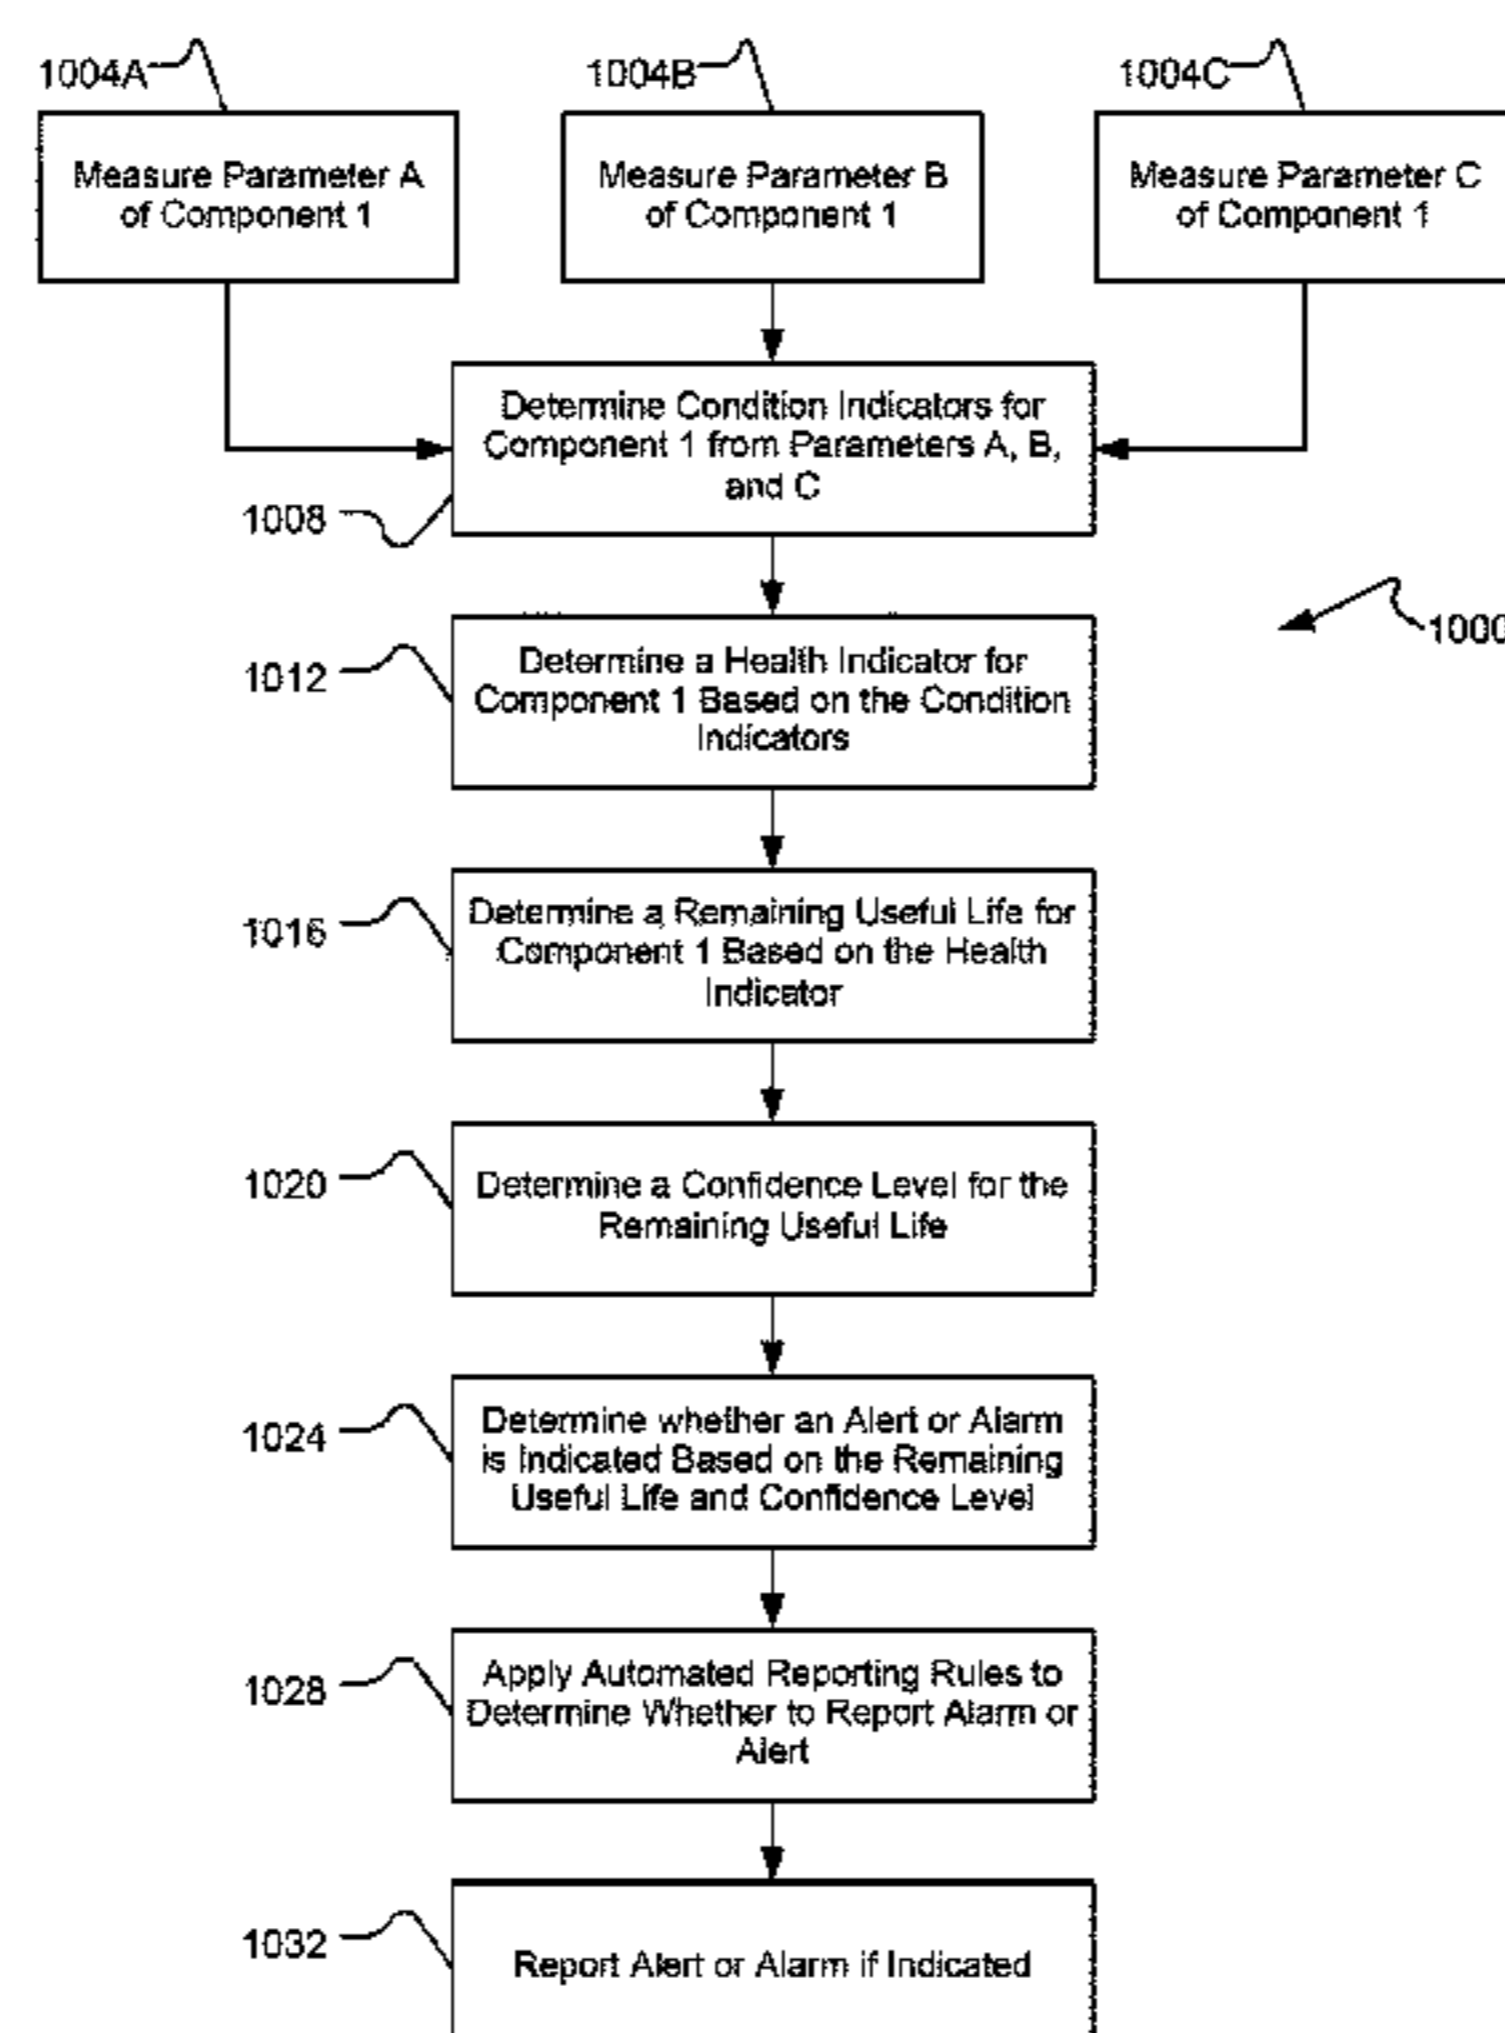 1004A
1004B
1004C
Measure Parameter A
of Component 1
Measure Parameter B
of Component 1
Measure Parameter C
of Component 1
Determine Condition Indicators for
Component 1 from Parameters A, B,
and C
1008
1000
1012
Determine a Health Indicator for
Component 1 Based on the Condition
Indicators
1016
Determine a Remaining Useful Life for
Component 1 Based on the Health
Indicator
1020
Determine a Confidence Level for the
Remaining Useful Life
1024
Determine whether an Alert or Alarm
is Indicated Based on the Remaining
Useful Life and Confidence Level
1028
Apply Automated Reporting Rules to
Determine Whether to Report Alarm or
Alert
1032
Report Alert or Alarm if Indicated